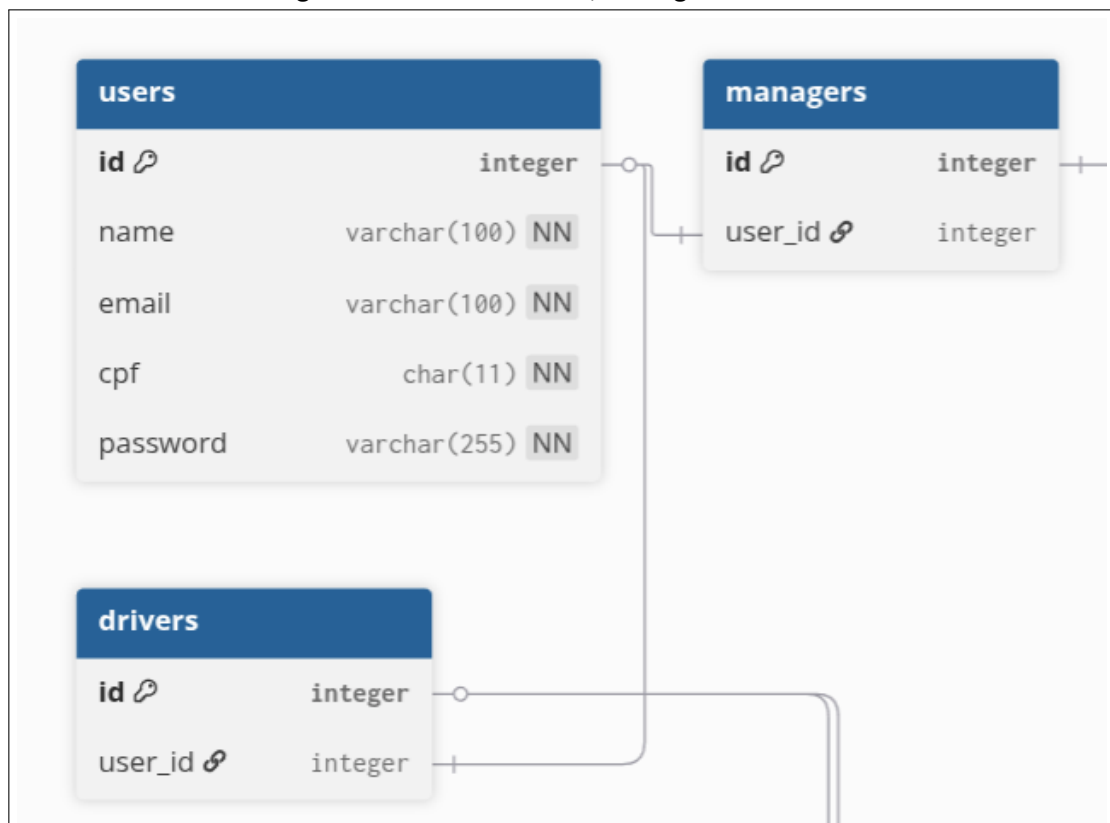 users
id integer
name varchar(100) NN
email varchar(100) NN
cpf char(11) NN
password varchar(255) NN
managers
id integer
user_id integer
drivers
id integer
user_id integer